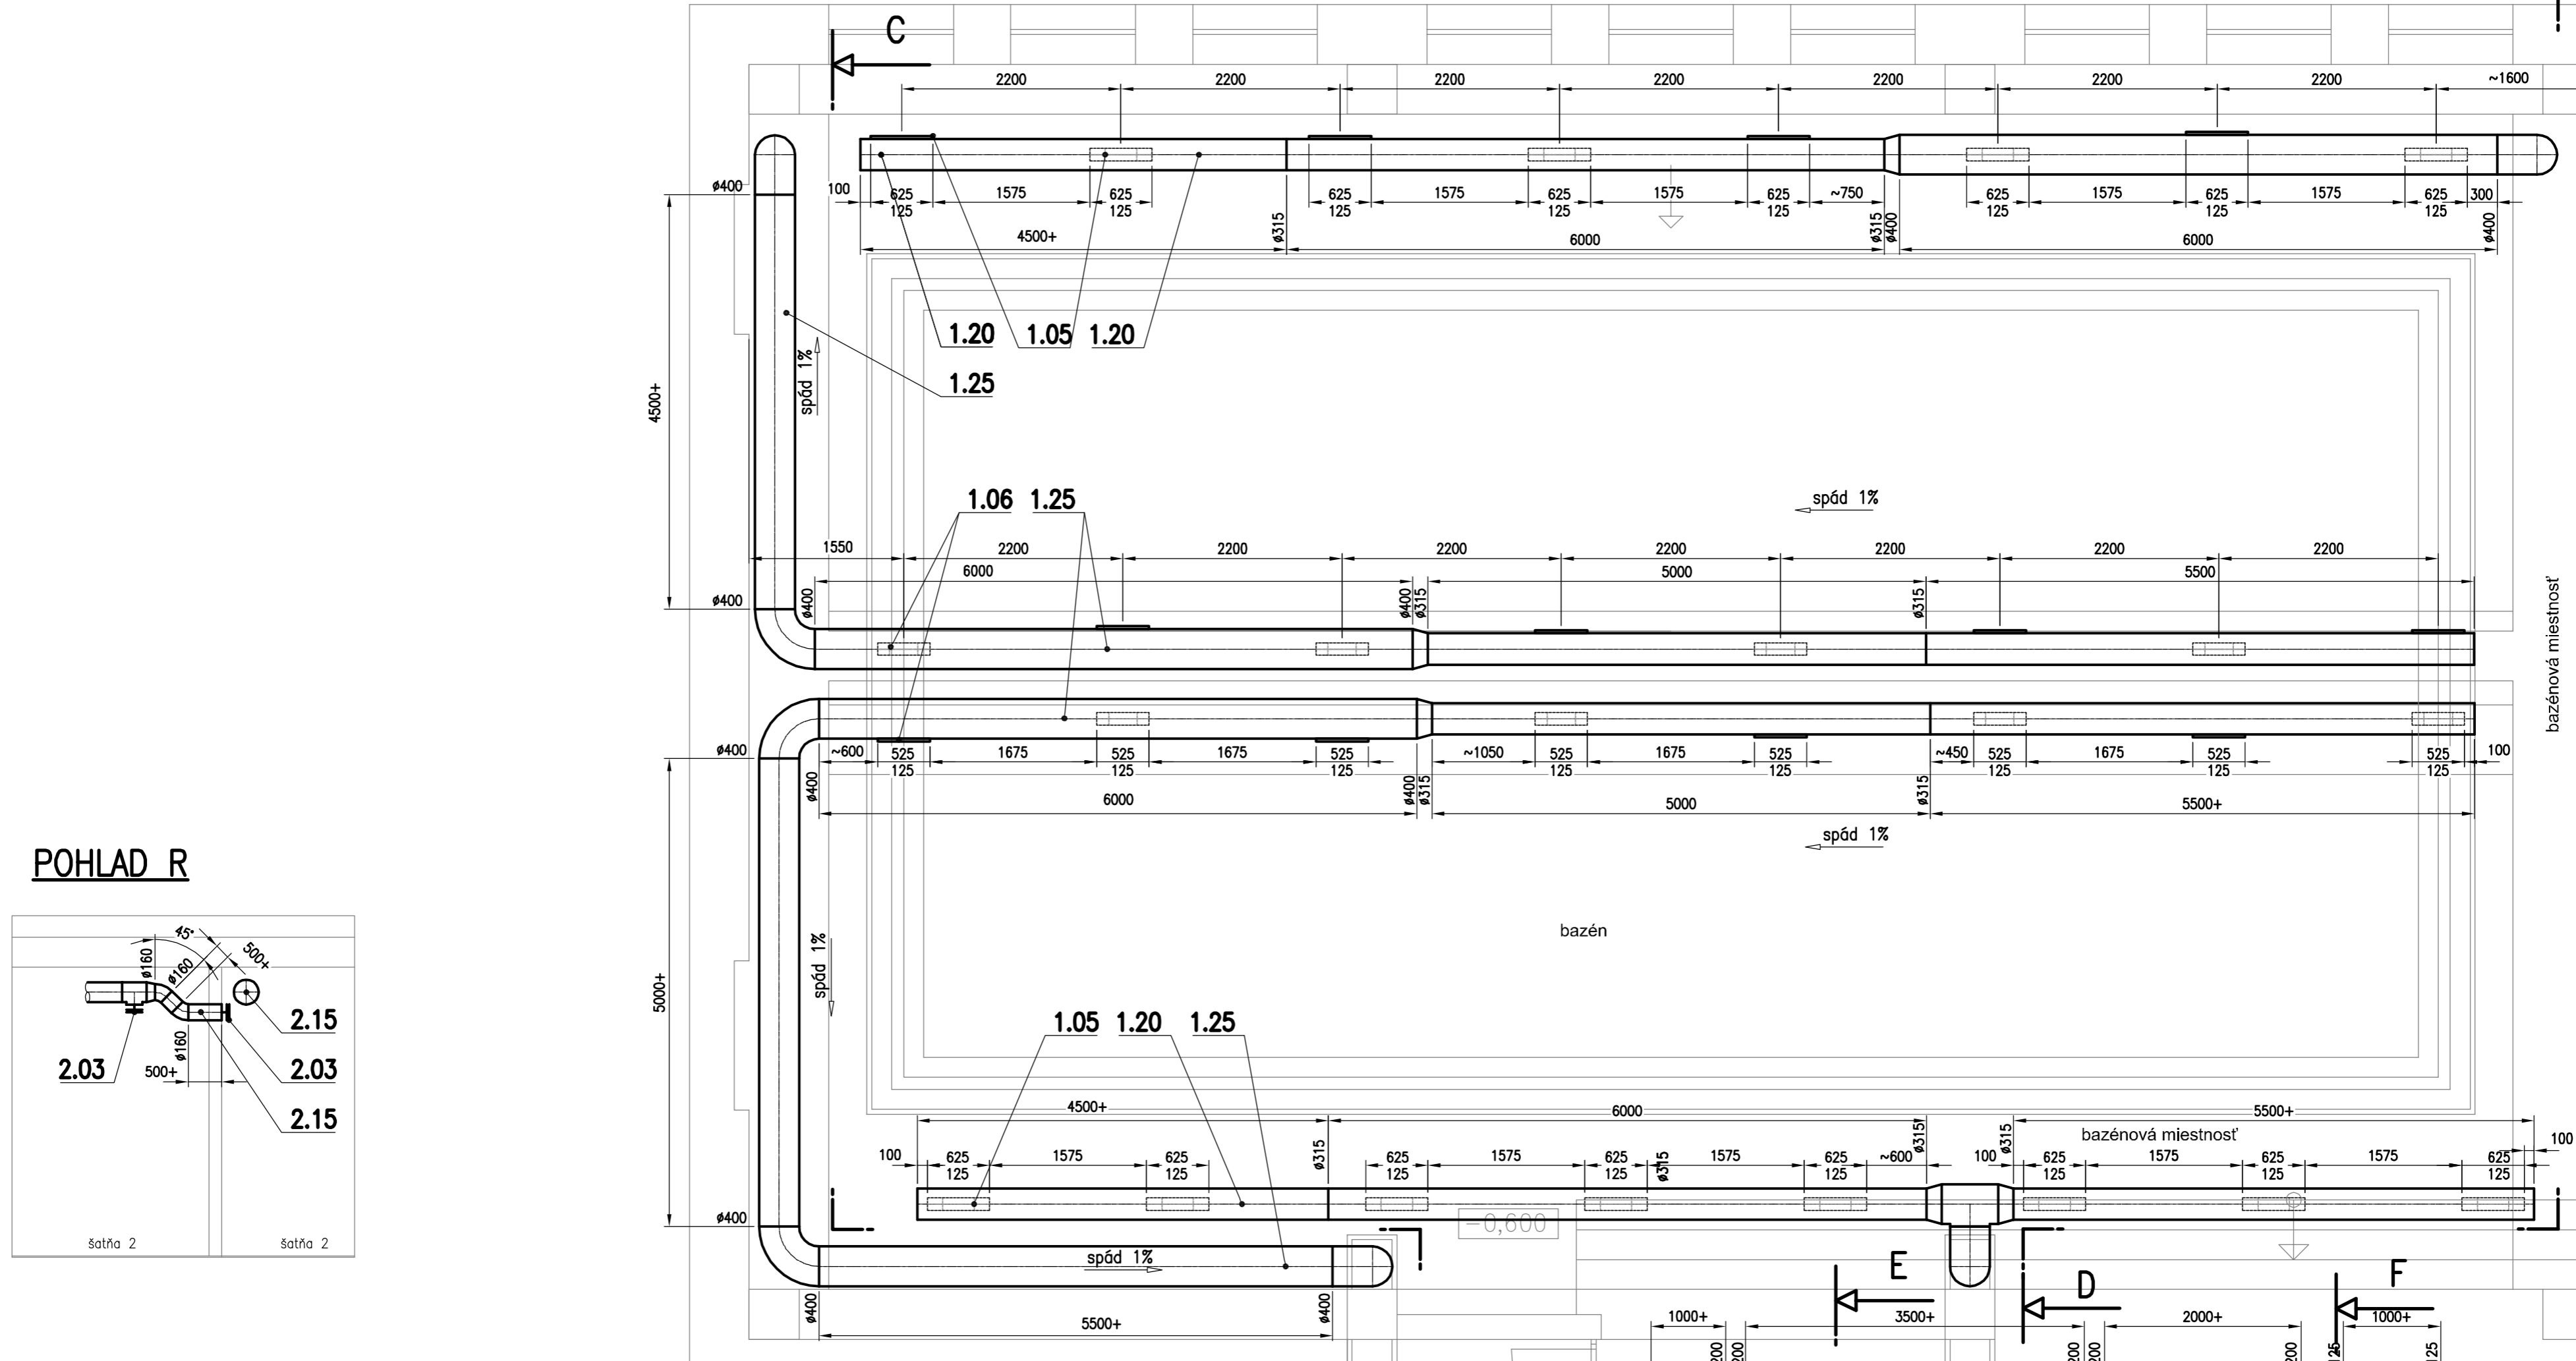 C
2200 2200 2200 2200 2200 2200 2200 ~1600
ø400
100 625 1575 625 625 1575 625 1575 625 ~750 625 1575 625 1575 625 300
125 125 125 125 125 125 125 125
ø315 ø315 ø400 ø400
4500+ 6000 6000
1.20 1.05 1.20
spád 1%
1.25
4500+
1.06 1.25
spád 1%
1550 2200 2200 2200 2200 2200 2200 2200
6000 5000 5500
ø400 ø400 ø400 ø315 ø315
bazénová miestnosť
ø400 ~600 525 1675 525 1675 525 ~1050 525 1675 525 ~450 525 1675 525 525 100
125 125 125 125 125 125 125 125
ø400 ø400 ø315 ø315
6000 5000 5500+
spád 1%
POHLAD R
bazén
45°
500+
ø160
ø160
2.15
2.03
2.03
ø160
500+
2.15
šatňa 2 šatňa 2
spád 1%
5000+
1.05 1.20 1.25
4500+ 6000 5500+
bazénová miestnosť
100 625 1575 625 ø315 625 1575 625 ø315 1575 625 ~600 ø315 100 ø315 625 1575 625 1575 625 100
125 125 125 125 125 125 125 125
ø400
-0,600
spád 1%
E D F
ø400 ø400
5500+
1000+ 3500+ 2000+ 1000+
200 200 200 200 200 125 125